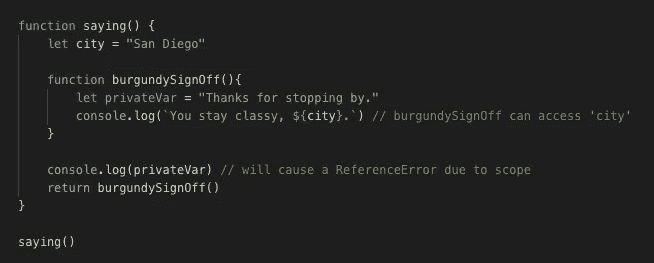 function saying() {
let city = "San Diego"
function burgundySignOff(){
let privateVar = "Thanks for stopping by."
console.log(`You stay classy, ${city}.`) // burgundySignOff can access 'city'
}
console.log(privateVar) // will cause a ReferenceError due to scope
return burgundySignOff()
}
saying()